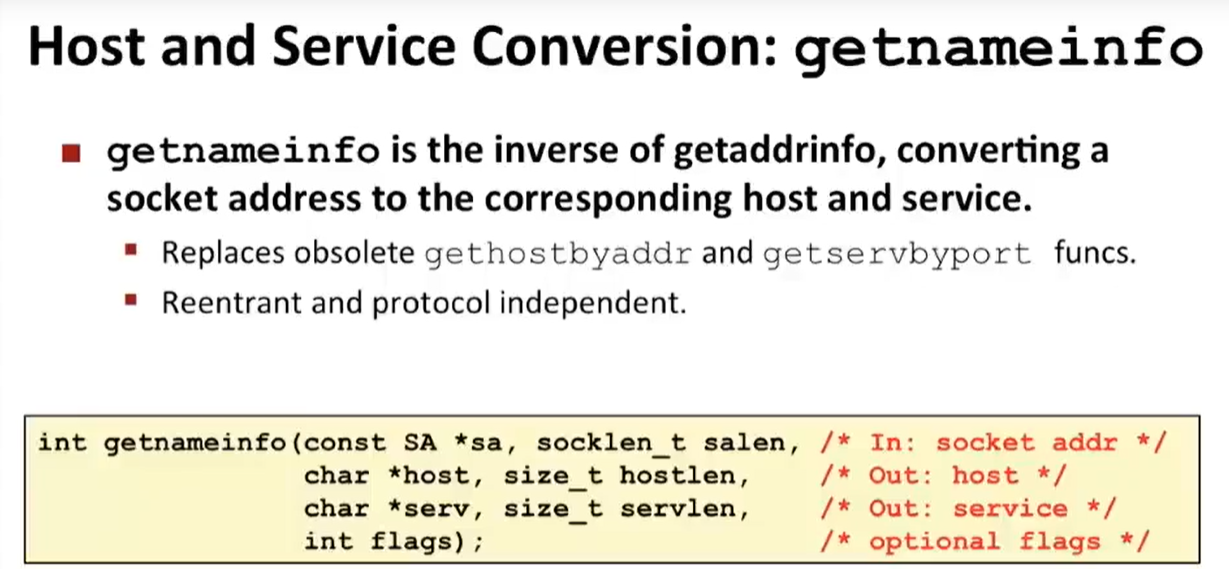 Host and Service Conversion: getnameinfo
■ getnameinfo is the inverse of getaddrinfo, converting a
socket address to the corresponding host and service.
▪ Replaces obsolete gethostbyaddr and getservbyport funcs.
▪ Reentrant and protocol independent.
int getnameinfo(const SA *sa, socklen_t salen, /* In: socket addr */
char *host, size_t hostlen, /* Out: host */
char *serv, size_t servlen, /* Out: service */
int flags); /* optional flags */